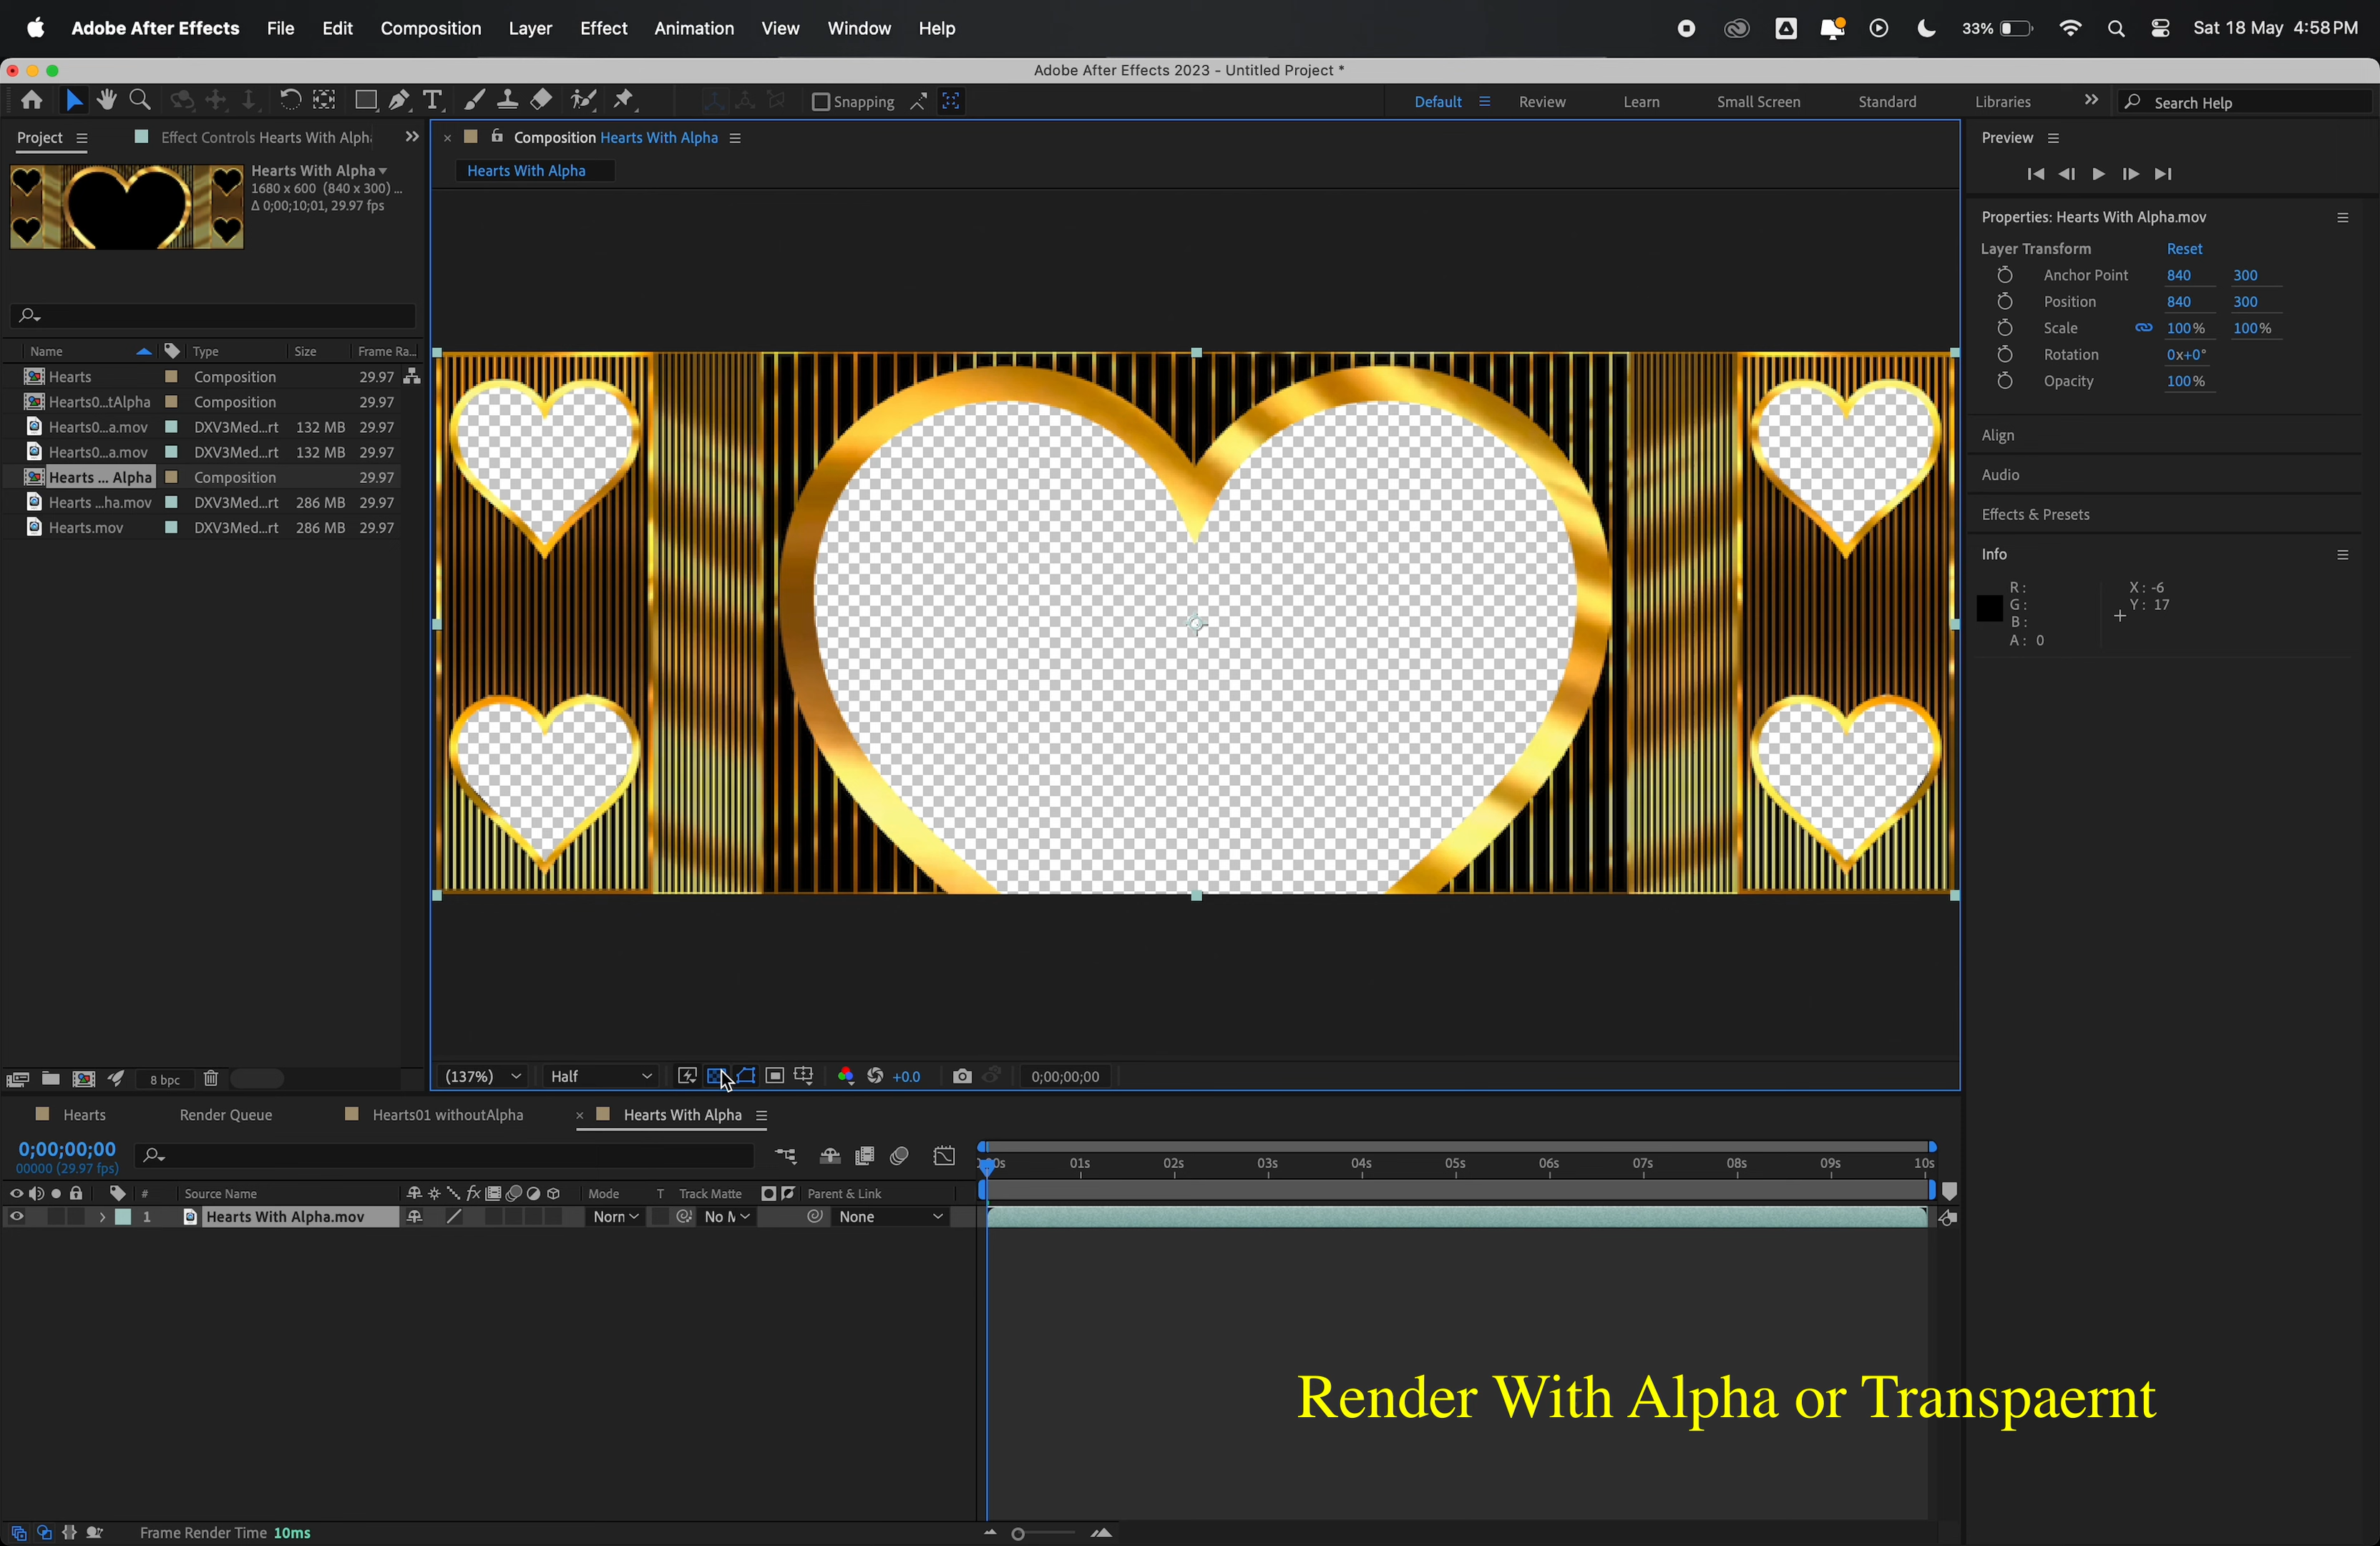 Adobe After Effects File Edit Composition Layer Effect Animation View Window Help 33% Sat 18 May 4:58 PM
Adobe After Effects 2023 - Untitled Project *
Snapping Default Review Learn Small Screen Standard Libraries Search Help
Project Effect Controls Hearts With Alph
Composition Hearts With Alpha
Hearts With Alpha
Hearts With Alpha
1680 x 600 (840 x 300) ...
Δ 0;00;10;01, 29.97 fps
Name Type Size Frame Ra...
Hearts Composition 29.97
Hearts0...tAlpha Composition 29.97
Hearts0...a.mov DXV3Med...rt 132 MB 29.97
Hearts0...a.mov DXV3Med...rt 132 MB 29.97
Hearts ... Alpha Composition 29.97
Hearts ...ha.mov DXV3Med...rt 286 MB 29.97
Hearts.mov DXV3Med...rt 286 MB 29.97
8 bpc
(137%) Half +0.0 0;00;00;00
Preview
Properties: Hearts With Alpha.mov
Layer Transform Reset
Anchor Point 840 300
Position 840 300
Scale 100% 100%
Rotation 0x+0°
Opacity 100%
Align
Audio
Effects & Presets
Info
R: X: -6
G: Y: 17
B:
A: 0
Hearts Render Queue Hearts01 withoutAlpha Hearts With Alpha
0;00;00;00
00000 (29.97 fps)
01s 02s 03s 04s 05s 06s 07s 08s 09s 10s
# Source Name fx Mode T Track Matte Parent & Link
1 Hearts With Alpha.mov Norn No M None
Render With Alpha or Transpaernt
Frame Render Time 10ms